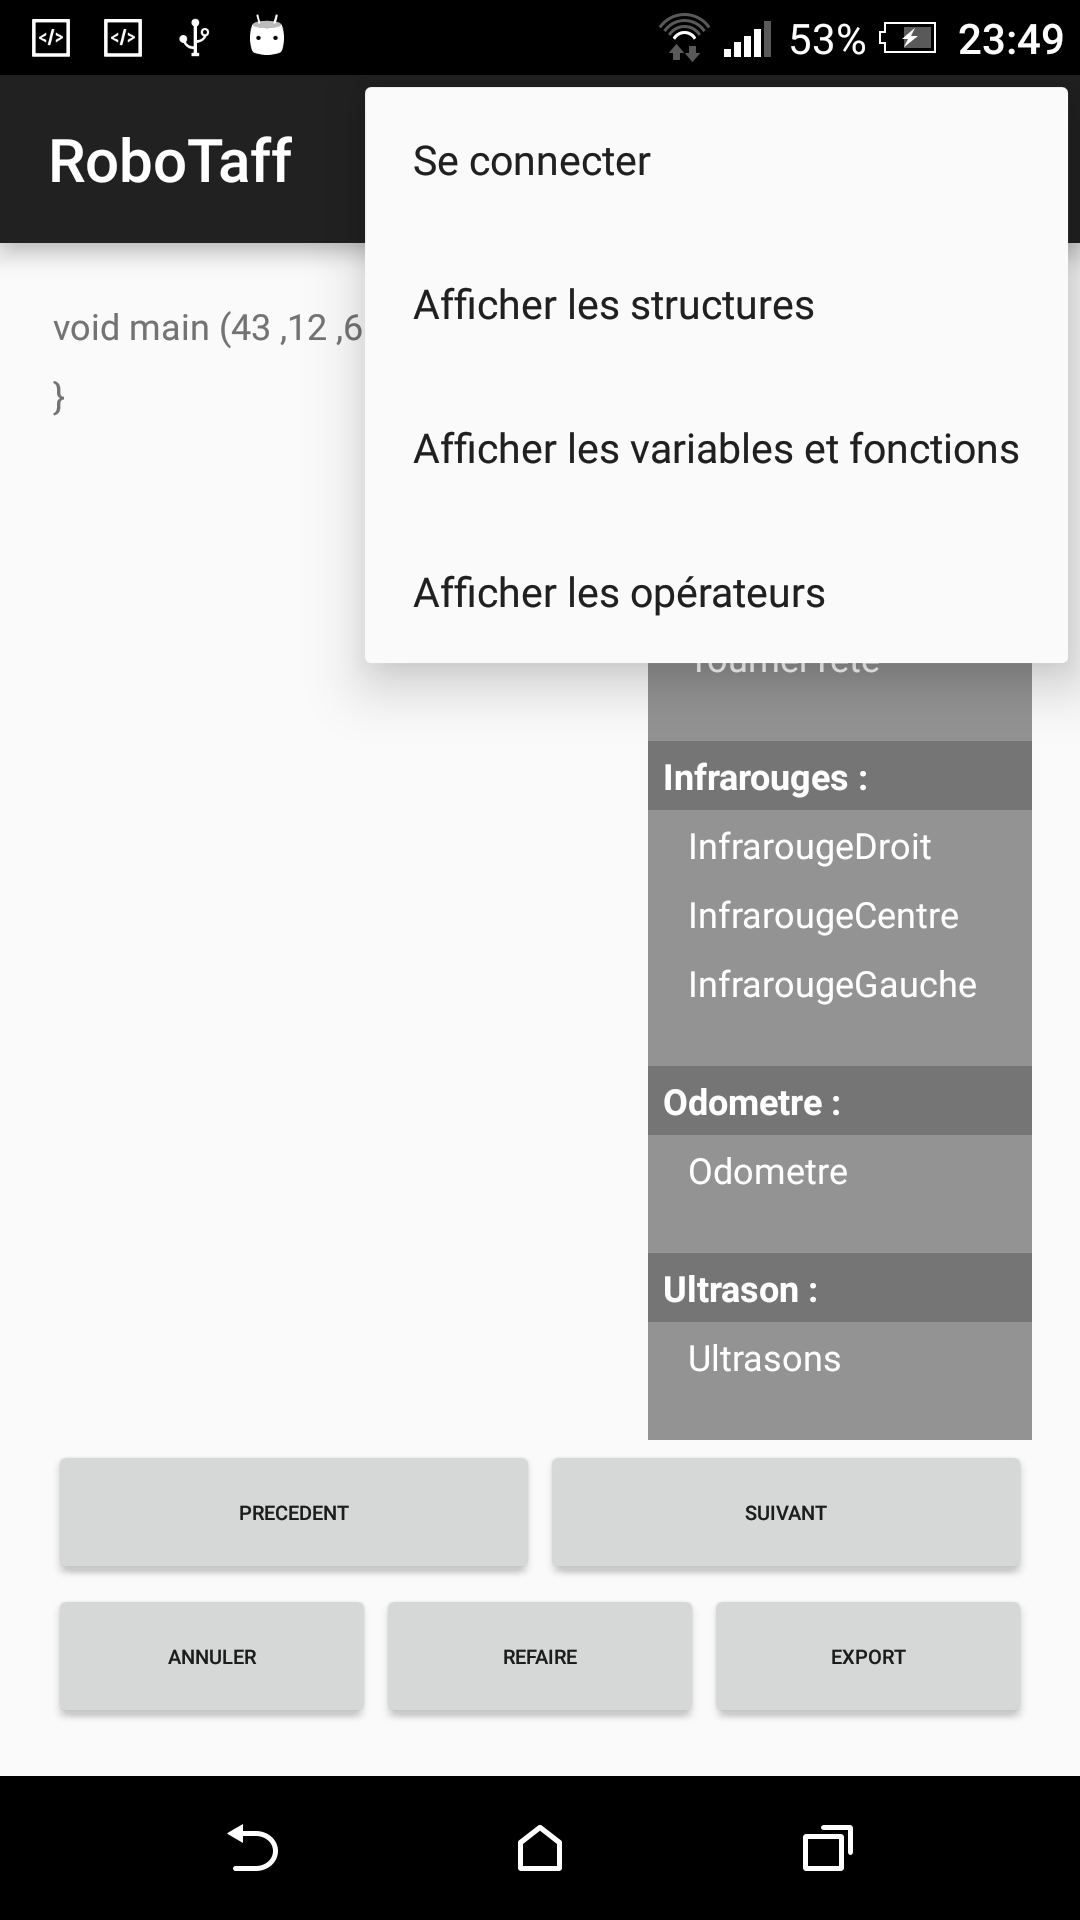 53% 23:49
RoboTaff
Se connecter
Afficher les structures
Afficher les variables et fonctions
Afficher les opérateurs
void main (43 ,12 ,6
}
Infrarouges :
InfrarougeDroit
InfrarougeCentre
InfrarougeGauche
Odometre :
Odometre
Ultrason :
Ultrasons
PRECEDENT SUIVANT
ANNULER REFAIRE EXPORT